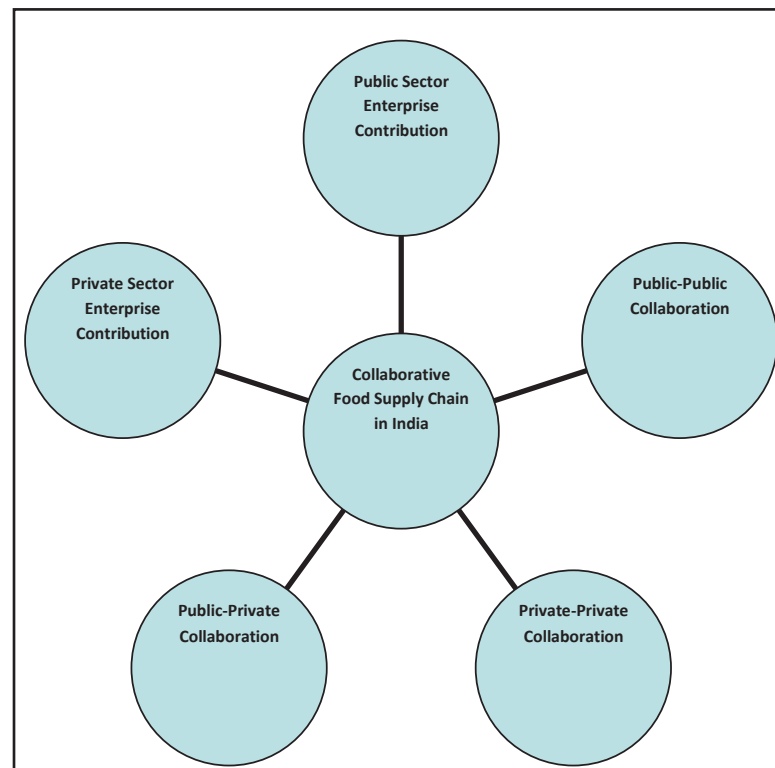 Public Sector
Enterprise
Contribution
Private Sector
Enterprise
Contribution
Public-Public
Collaboration
Collaborative
Food Supply Chain
in India
Public-Private
Collaboration
Private-Private
Collaboration